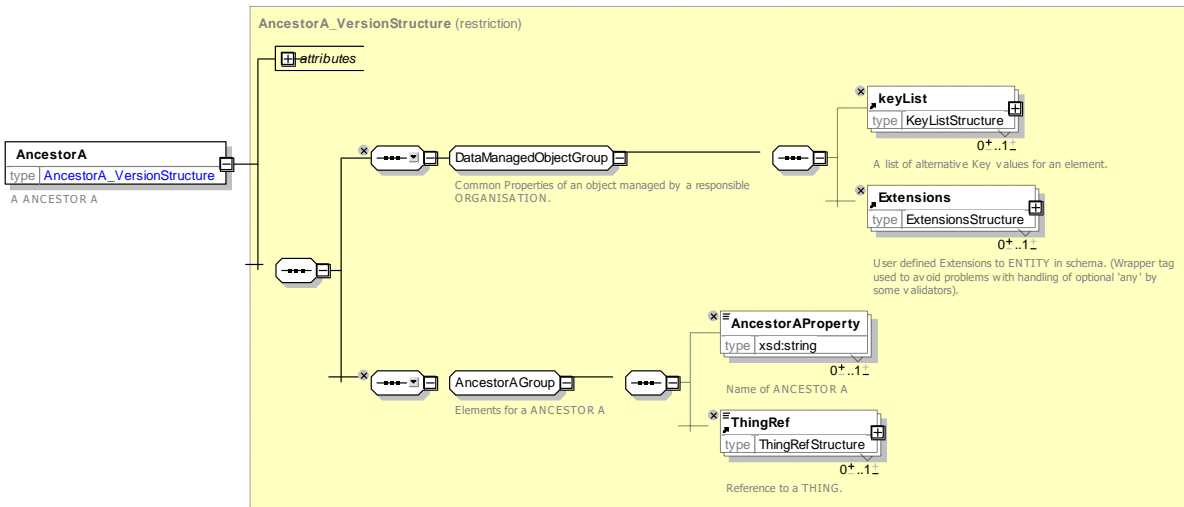 AncestorA_VersionStructure (restriction)
attributes
keyList
type KeyListStructure
0..1
A list of alternative Key values for an element.
AncestorA
type AncestorA_VersionStructure
A ANCESTOR A
DataManagedObjectGroup
Common Properties of an object managed by a responsible
ORGANISATION.
Extensions
type ExtensionsStructure
0..1
User defined Extensions to ENTITY in schema. (Wrapper tag
used to avoid problems with handling of optional 'any' by
some validators).
AncestorAProperty
type xsd:string
0..1
Name of ANCESTOR A
AncestorAGroup
Elements for a ANCESTOR A
ThingRef
type ThingRefStructure
0..1
Reference to a THING.